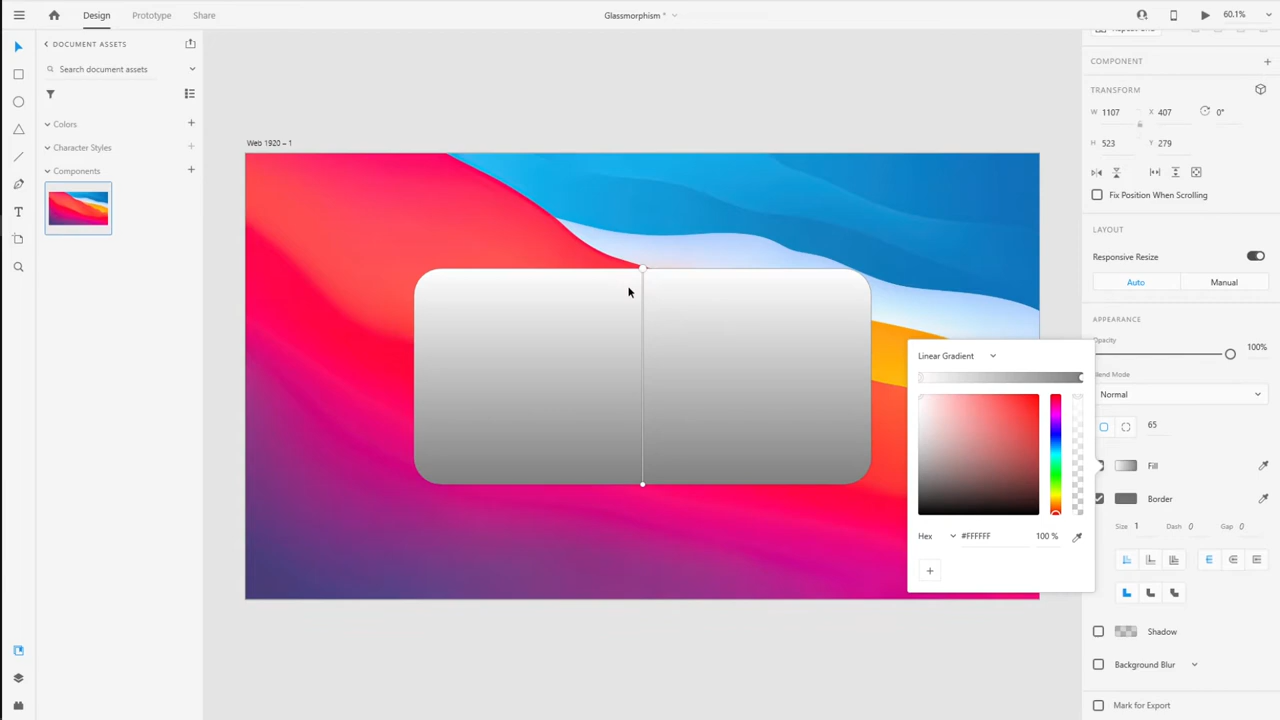 Design
Prototype
Share
Glassmorphism *
60.1%
DOCUMENT ASSETS
Search document assets
Colors
Character Styles
Components
Web 1920 – 1
Repeat Grid
COMPONENT
TRANSFORM
W 1107 X 407 0°
H 523 Y 279
Fix Position When Scrolling
LAYOUT
Responsive Resize
Auto Manual
APPEARANCE
Opacity
100%
Blend Mode
Normal
65
Fill
Border
Size 1 Dash 0 Gap 0
Shadow
Background Blur
Mark for Export
Linear Gradient
Hex #FFFFFF 100 %